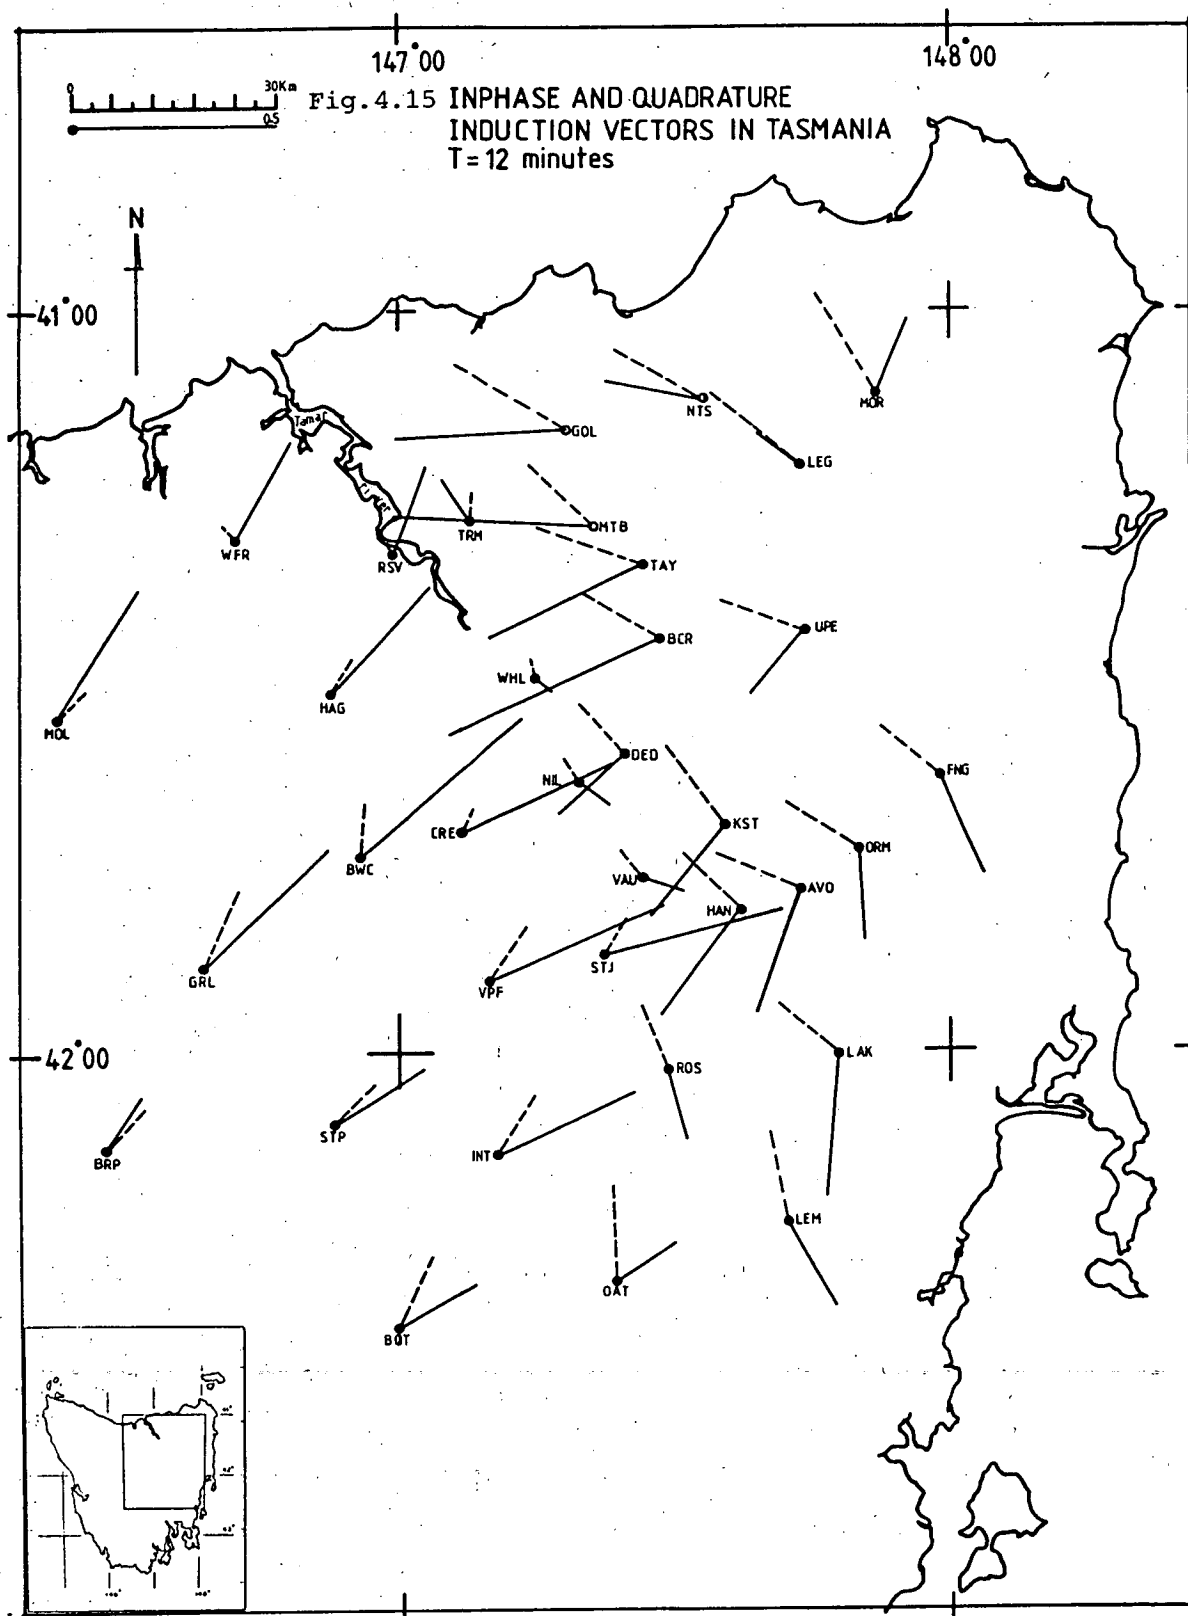 147°00
148°00
0 30Km
0.5
Fig.4.15 INPHASE AND QUADRATURE
INDUCTION VECTORS IN TASMANIA
T=12 minutes
N
41°00
MOR
NTS
Tamar
GOL
LEG
River
TRM
MTB
WFR
RSV
TAY
UPE
BCR
WHL
HAG
MOL
DED
FNG
NIL
KST
CRE
ORM
BWC
VAU
AVO
HAN
STJ
GRL
VPF
42°00
LAK
ROS
STP
INT
BRP
LEM
OAT
BOT